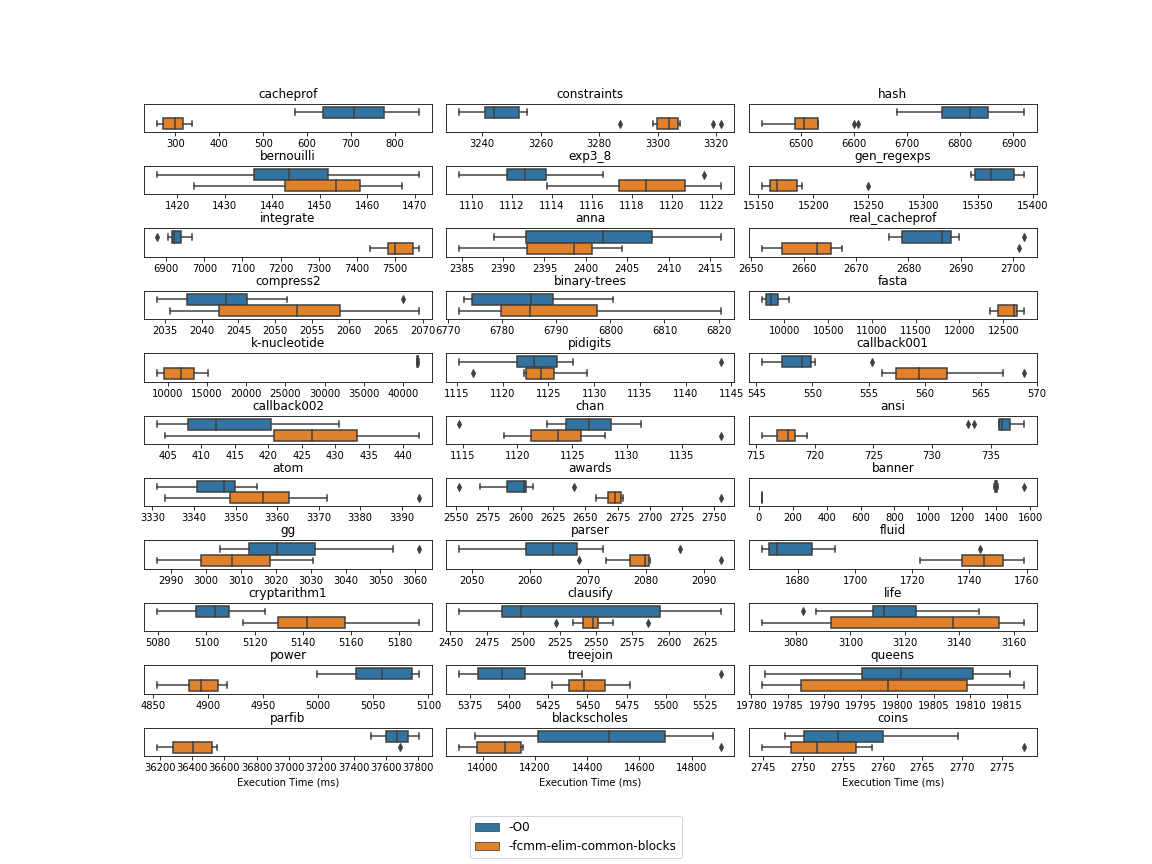 cacheprof constraints hash
300 400 500 600 700 800 3240 3260 3280 3300 3320 6500 6600 6700 6800 6900
bernouilli exp3_8 gen_regexps
1420 1430 1440 1450 1460 1470 1110 1112 1114 1116 1118 1120 1122 15150 15200 15250 15300 15350 15400
integrate anna real_cacheprof
6900 7000 7100 7200 7300 7400 7500 2385 2390 2395 2400 2405 2410 2415 2650 2660 2670 2680 2690 2700
compress2 binary-trees fasta
2035 2040 2045 2050 2055 2060 2065 2070 6770 6780 6790 6800 6810 6820 10000 10500 11000 11500 12000 12500
k-nucleotide pidigits callback001
10000 15000 20000 25000 30000 35000 40000 1115 1120 1125 1130 1135 1140 1145 545 550 555 560 565 570
callback002 chan ansi
405 410 415 420 425 430 435 440 1115 1120 1125 1130 1135 715 720 725 730 735
atom awards banner
3330 3340 3350 3360 3370 3380 3390 2550 2575 2600 2625 2650 2675 2700 2725 2750 0 200 400 600 800 1000 1200 1400 1600
gg parser fluid
2990 3000 3010 3020 3030 3040 3050 3060 2050 2060 2070 2080 2090 1680 1700 1720 1740 1760
cryptarithm1 clausify life
5080 5100 5120 5140 5160 5180 2450 2475 2500 2525 2550 2575 2600 2625 3080 3100 3120 3140 3160
power treejoin queens
4850 4900 4950 5000 5050 5100 5375 5400 5425 5450 5475 5500 5525 19780 19785 19790 19795 19800 19805 19810 19815
parfib blackscholes coins
36200 36400 36600 36800 37000 37200 37400 37600 37800 14000 14200 14400 14600 14800 2745 2750 2755 2760 2765 2770 2775
Execution Time (ms) Execution Time (ms) Execution Time (ms)
-O0
-fcmm-elim-common-blocks